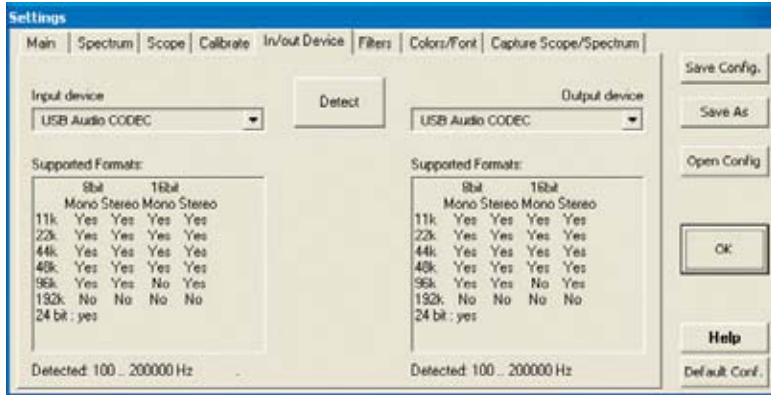 Settings
Main Spectrum Scope Calibrate In/out Device Filters Colors/Font Capture Scope/Spectrum
Input device
USB Audio CODEC
Detect
Output device
USB Audio CODEC
Supported Formats:
8bit 16bit
Mono Stereo Mono Stereo
11k Yes Yes Yes Yes
22k Yes Yes Yes Yes
44k Yes Yes Yes Yes
48k Yes Yes Yes Yes
96k Yes Yes No Yes
192k No No No No
24 bit : yes
Detected: 100 .. 200000 Hz
Supported Formats:
8bit 16bit
Mono Stereo Mono Stereo
11k Yes Yes Yes Yes
22k Yes Yes Yes Yes
44k Yes Yes Yes Yes
48k Yes Yes Yes Yes
96k Yes Yes No Yes
192k No No No No
24 bit : yes
Detected: 100 .. 200000 Hz
Save Config.
Save As
Open Config
OK
Help
Default Conf.